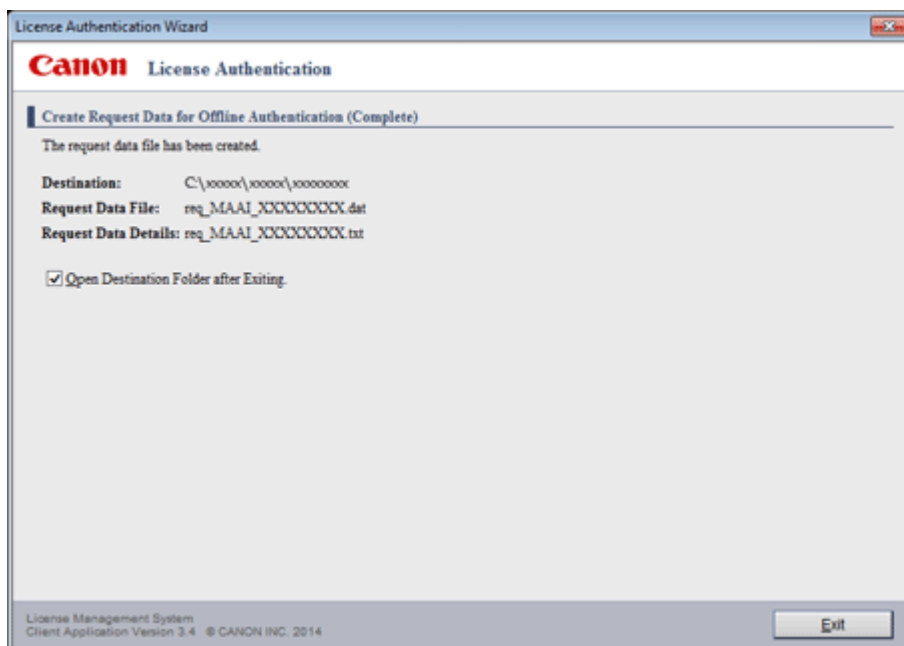 License Authentication Wizard
Canon License Authentication
Create Request Data for Offline Authentication (Complete)
The request data file has been created.
Destination: C:\xxxxx\xxxxx\xxxxxxxx
Request Data File: req_MAAI_XXXXXXXXX.dat
Request Data Details: req_MAAI_XXXXXXXXX.txt
Open Destination Folder after Exiting.
License Management System
Client Application Version 3.4 © CANON INC. 2014
Exit